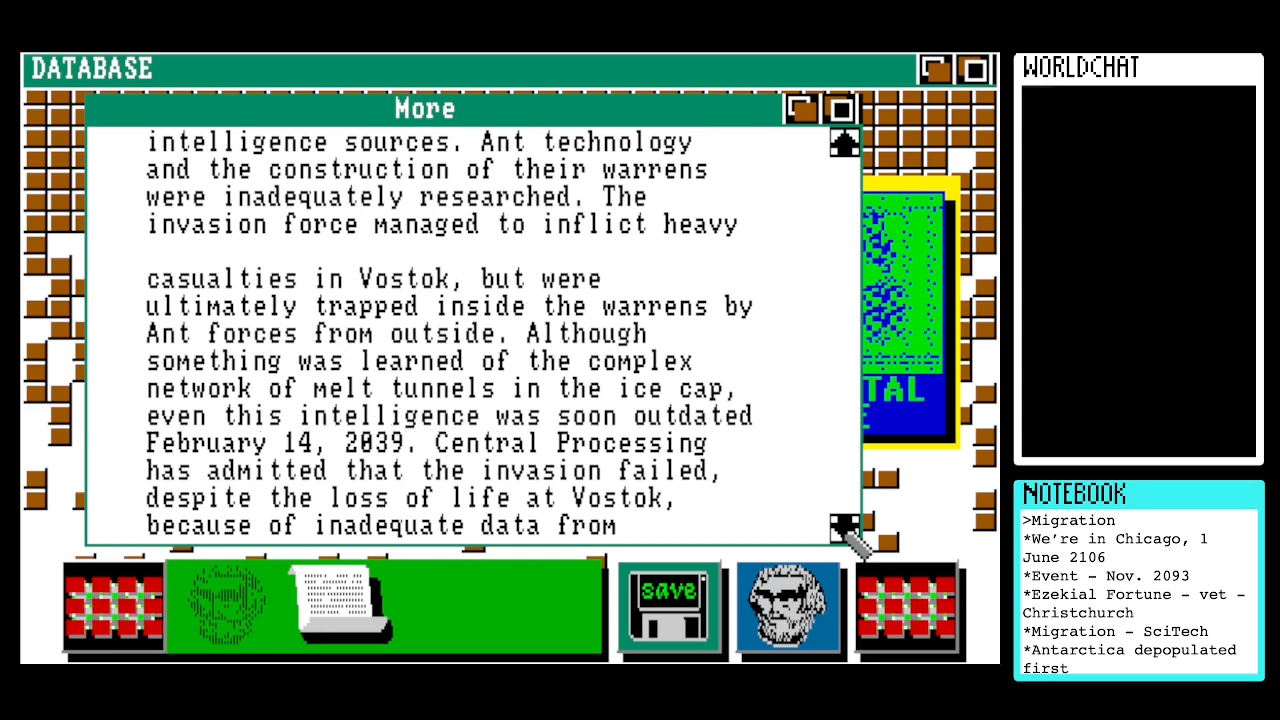 DATABASE
More
intelligence sources. Ant technology
and the construction of their warrens
were inadequately researched. The
invasion force managed to inflict heavy
casualties in Vostok, but were
ultimately trapped inside the warrens by
Ant forces from outside. Although
something was learned of the complex
network of melt tunnels in the ice cap,
even this intelligence was soon outdated
February 14, 2039. Central Processing
has admitted that the invasion failed,
despite the loss of life at Vostok,
because of inadequate data from
TAL
E
save
WORLDCHAT
NOTEBOOK
>Migration
*We're in Chicago, 1
June 2106
*Event - Nov. 2093
*Ezekial Fortune - vet -
Christchurch
*Migration - SciTech
*Antarctica depopulated
first